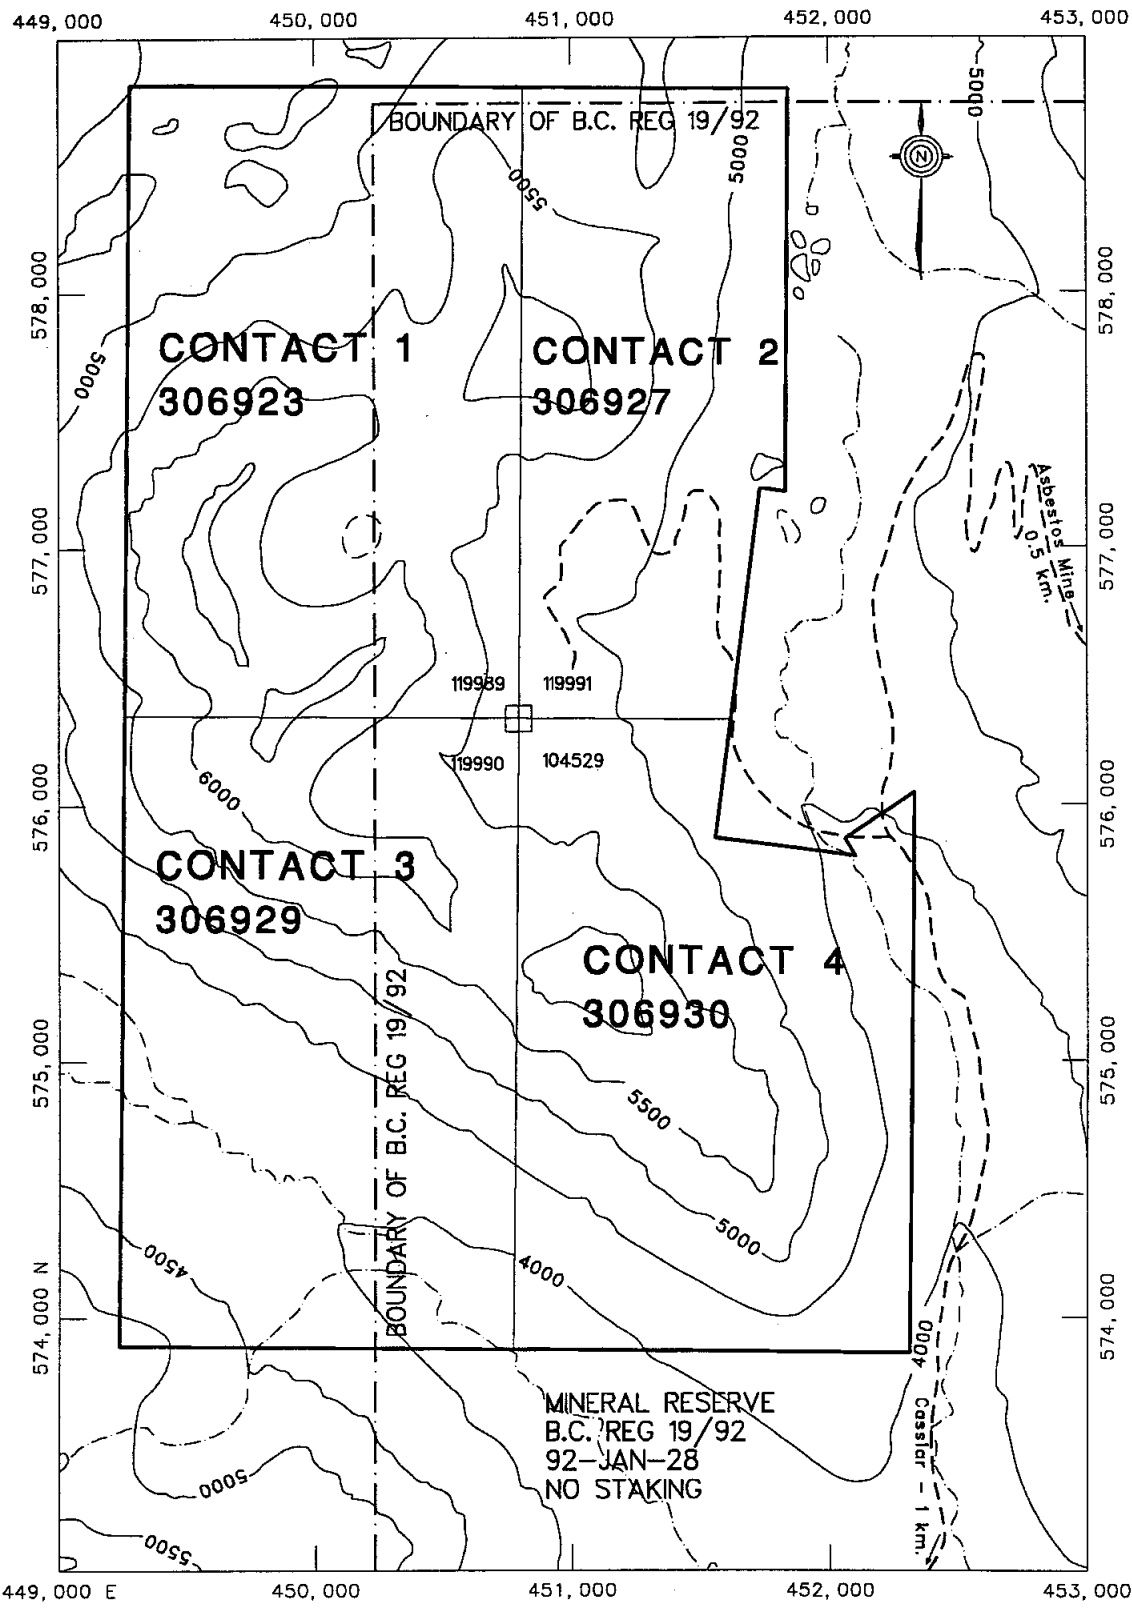 449,000 450,000 451,000 452,000 453,000
5000
BOUNDARY OF B.C. REG 19/92
5000
N
5500
578,000
578,000
CONTACT 1
306923
CONTACT 2
306927
5000
Asbestos Mine
0.5 km.
577,000
577,000
119989
119991
119990
104529
6000
576,000
576,000
CONTACT 3
306929
CONTACT 4
306930
BOUNDARY OF B.C. REG 19/92
575,000
575,000
5500
5000
4500
4000
574,000 N
574,000
4000
MINERAL RESERVE
B.C. REG 19/92
92-JAN-28
NO STAKING
Cassiar - 1 km.
5000
5500
449,000 E 450,000 451,000 452,000 453,000